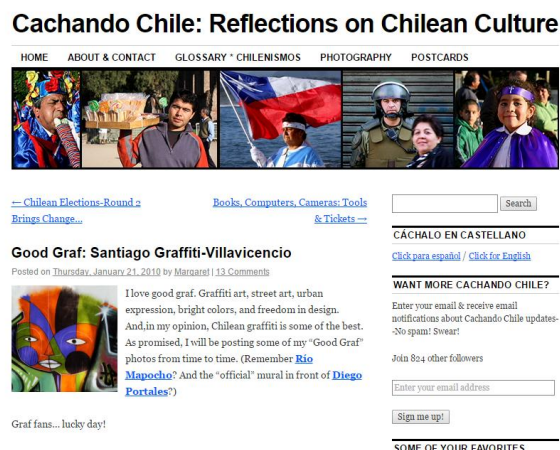 Cachando Chile: Reflections on Chilean Culture
HOME ABOUT & CONTACT GLOSSARY * CHILENISMOS PHOTOGRAPHY POSTCARDS
← Chilean Elections-Round 2
Brings Change...
Books, Computers, Cameras: Tools
& Tickets →
Good Graf: Santiago Graffiti-Villavicencio
Posted on Thursday, January 21, 2010 by Margaret | 13 Comments
I love good graf. Graffiti art, street art, urban
expression, bright colors, and freedom in design.
And,in my opinion, Chilean graffiti is some of the best.
As promised, I will be posting some of my "Good Graf"
photos from time to time. (Remember Río
Mapocho? And the "official" mural in front of Diego
Portales?)
Graf fans... lucky day!
Search
CÁCHALO EN CASTELLANO
Click para español / Click for English
WANT MORE CACHANDO CHILE?
Enter your email & receive email
notifications about Cachando Chile updates-
-No spam! Swear!
Join 824 other followers
Enter your email address
Sign me up!
SOME OF YOUR FAVORITES